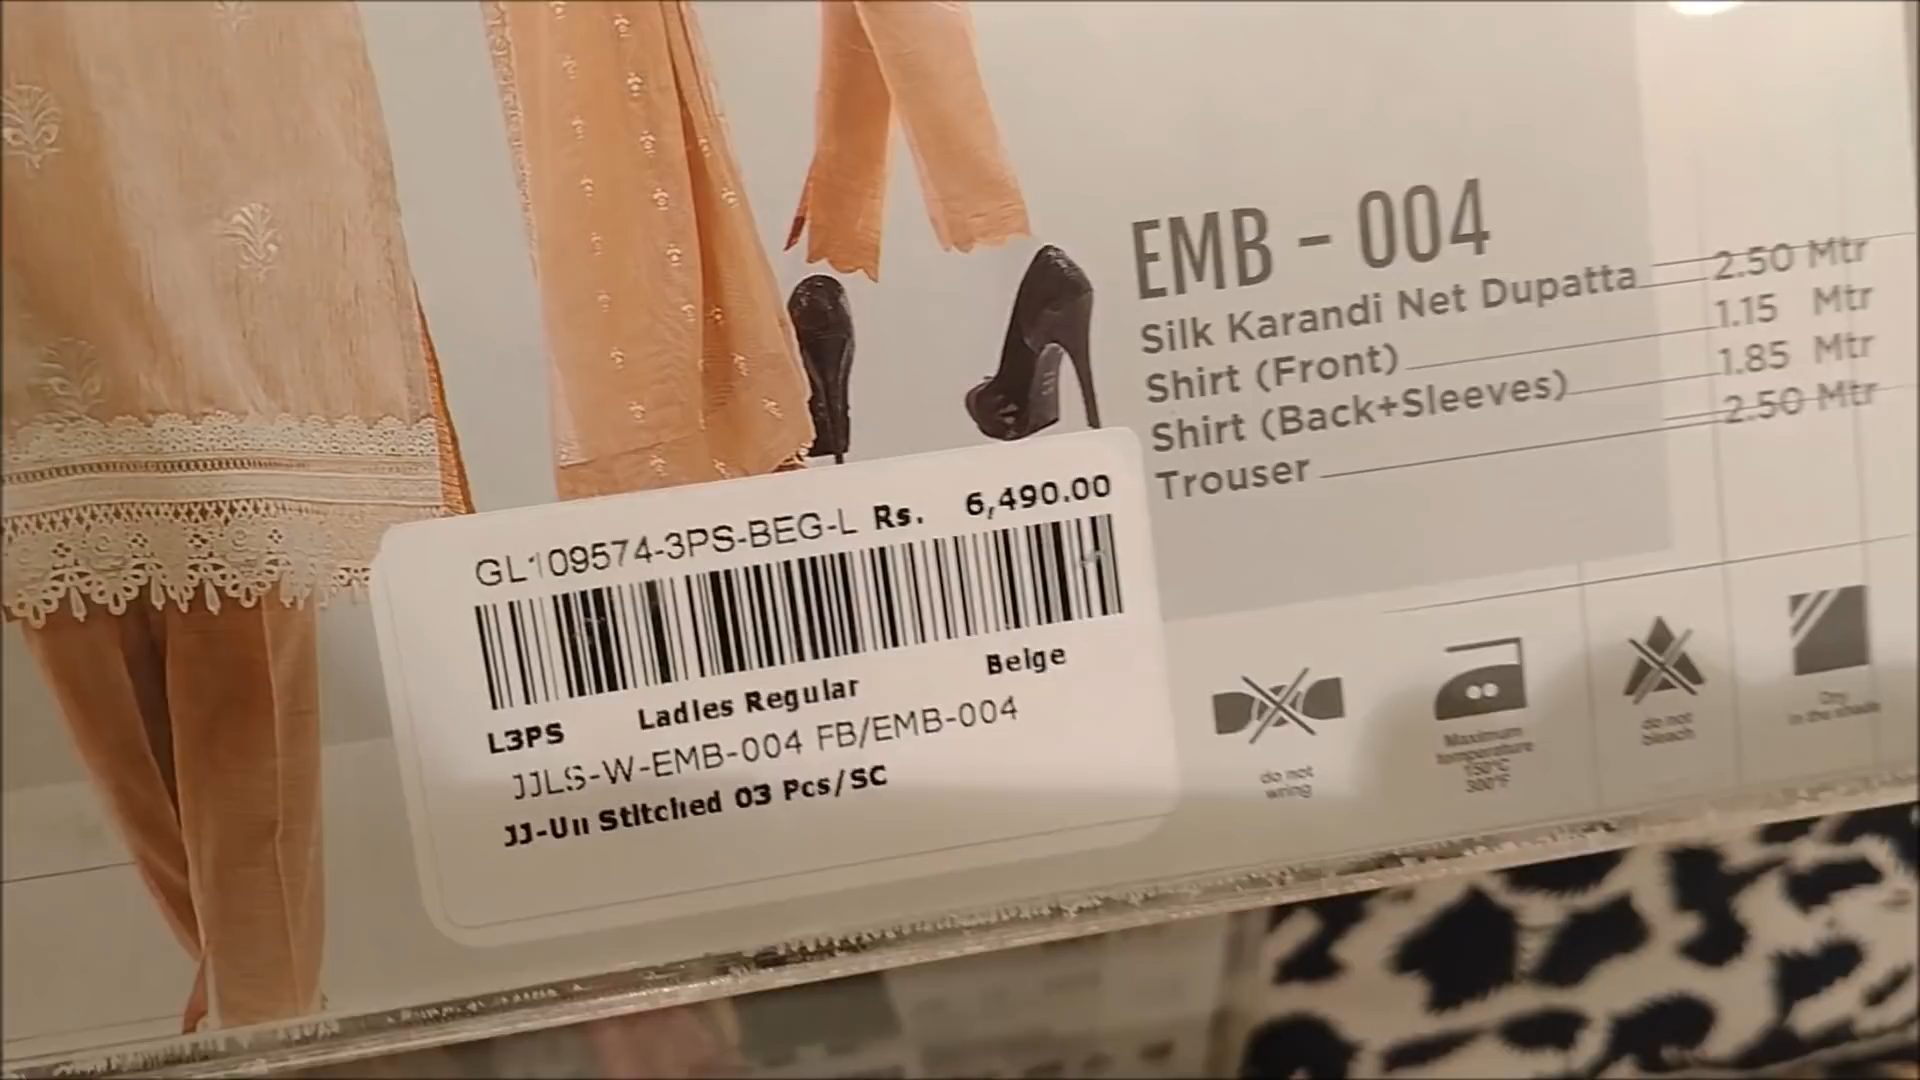 EMB - 004
Silk Karandi Net Dupatta 2.50 Mtr
Shirt (Front) 1.15 Mtr
Shirt (Back+Sleeves) 1.85 Mtr
Trouser 2.50 Mtr
GL109574-3PS-BEG-L Rs. 6,490.00
L3PS Ladies Regular Beige
JJLS-W-EMB-004 FB/EMB-004
JJ-Un Stitched 03 Pcs/SC
do not
wring
Maximum
temperature
150°C
300°F
do not
bleach
Dry
in the shade